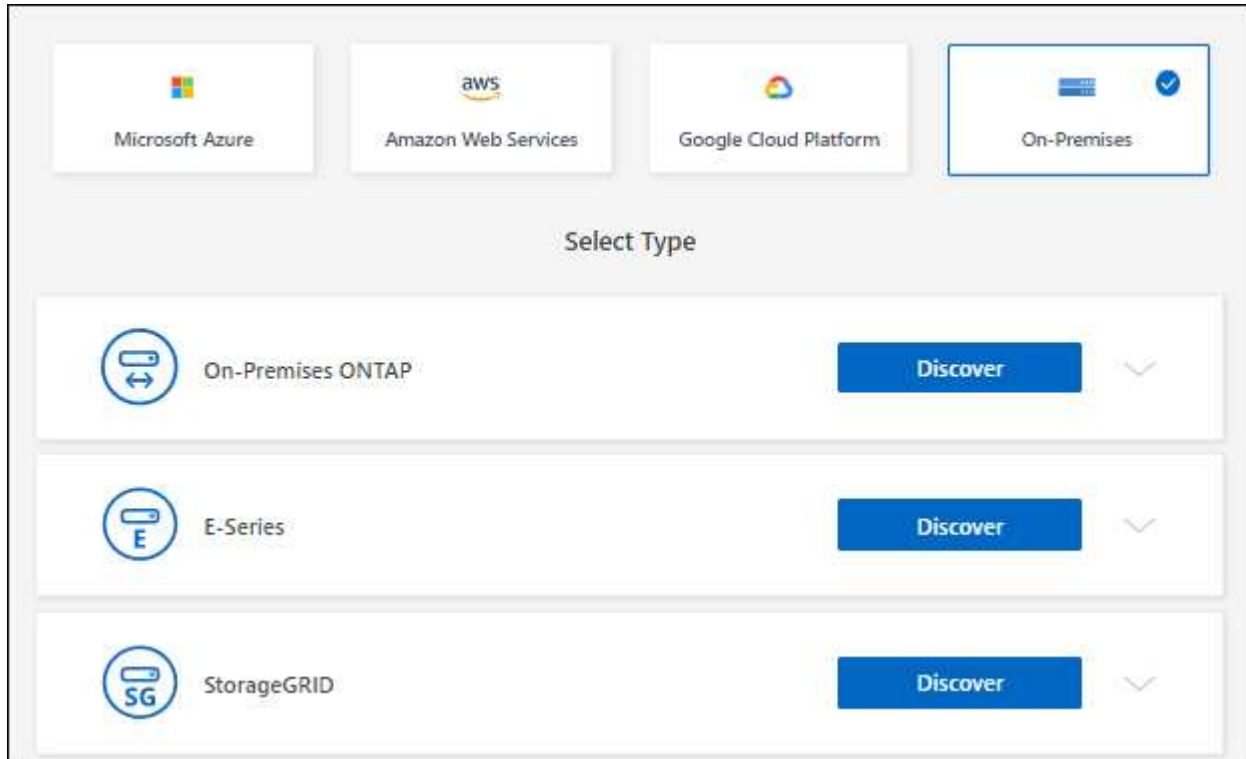 aws
Microsoft Azure
Amazon Web Services
Google Cloud Platform
On-Premises
Select Type
On-Premises ONTAP
Discover
E
E-Series
Discover
SG
StorageGRID
Discover